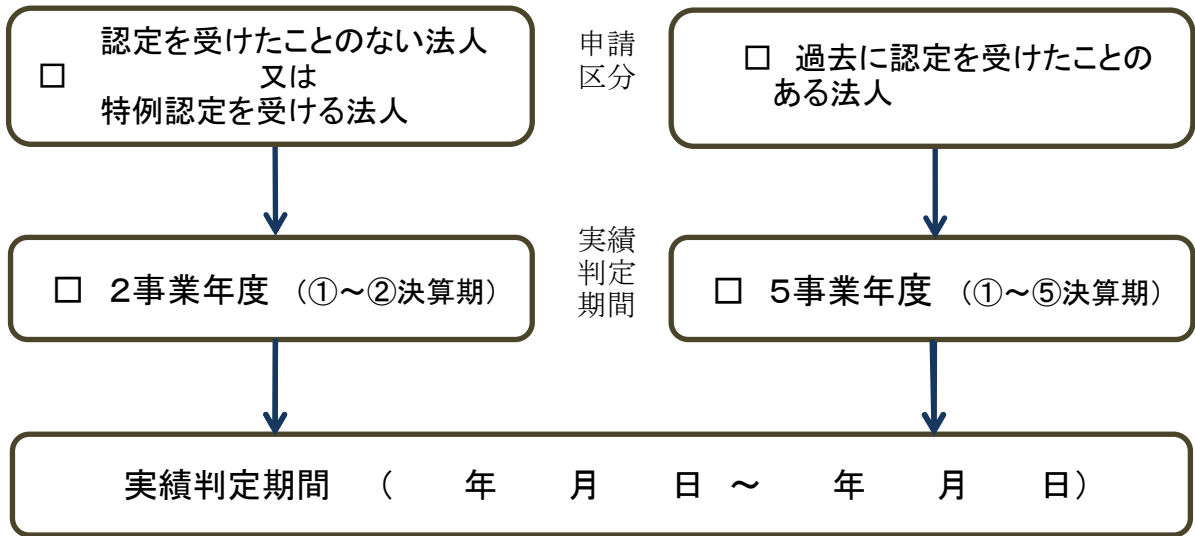 認定を受けたことのない法人
□ 又は
特例認定を受ける法人
申請
区分
□ 過去に認定を受けたことの
ある法人
□ 2事業年度 (①~②決算期)
実績
判定
期間
□ 5事業年度 (①~⑤決算期)
実績判定期間 ( 年 月 日 ~ 年 月 日)